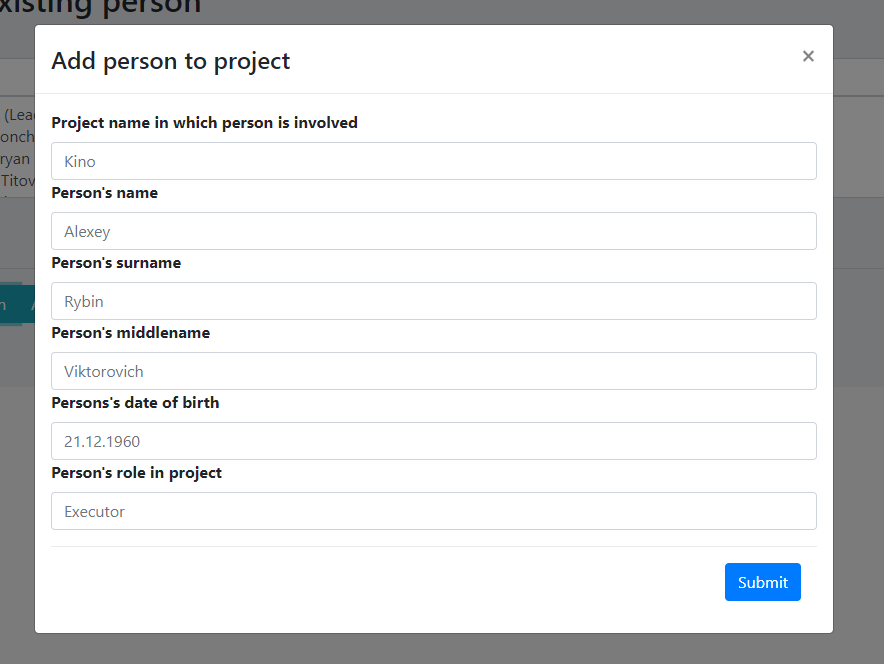 xisting person
Add person to project
×
(Lea
onch
ryan
Titov
Project name in which person is involved
Kino
Person's name
Alexey
Person's surname
Rybin
Person's middlename
Viktorovich
Persons's date of birth
21.12.1960
Person's role in project
Executor
Submit